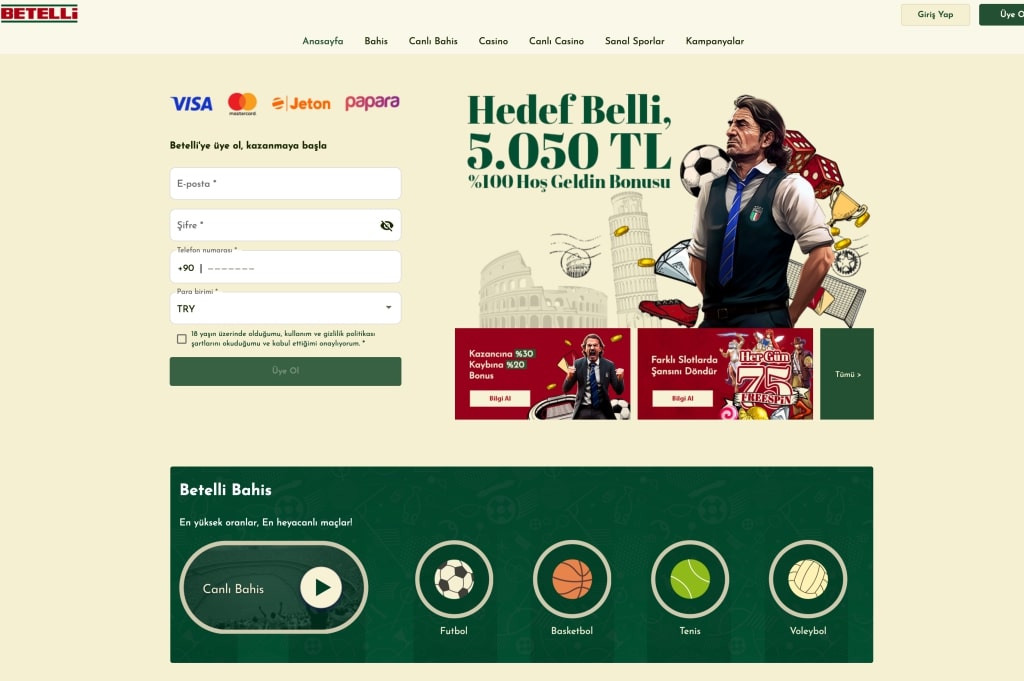 BETELLi
Giriş Yap
Üye O
Anasayfa
Bahis
Canlı Bahis
Casino
Canlı Casino
Sanal Sporlar
Kampanyalar
VISA
mastercard.
Jeton
papara
Betelli'ye üye ol, kazanmaya başla
E-posta *
Şifre *
Telefon numarası *
+90 | _______
Para birimi *
TRY
18 yaşın üzerinde olduğumu, kullanım ve gizlilik politikası
şartlarını okuduğumu ve kabul ettiğimi onaylıyorum. *
Üye Ol
Hedef Belli,
5.050 TL
%100 Hoş Geldin Bonusu
Kazancına %30
Kaybına %20
Bonus
Bilgi Al
Farklı Slotlarda
Şansını Döndür
Bilgi Al
Her Gün
75
FREESPIN
Tümü >
Betelli Bahis
En yüksek oranlar, En heyacanlı maçlar!
Canlı Bahis
Futbol
Basketbol
Tenis
Voleybol